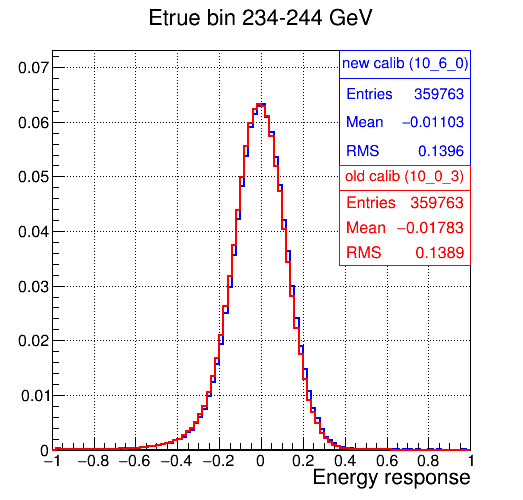 Etrue bin 234-244 GeV
new calib (10_6_0)
Entries 359763
Mean −0.01103
RMS 0.1396
old calib (10_0_3)
Entries 359763
Mean −0.01783
RMS 0.1389
0.07
0.06
0.05
0.04
0.03
0.02
0.01
0
−1 −0.8 −0.6 −0.4 −0.2 0 0.2 0.4 0.6 0.8 1
Energy response